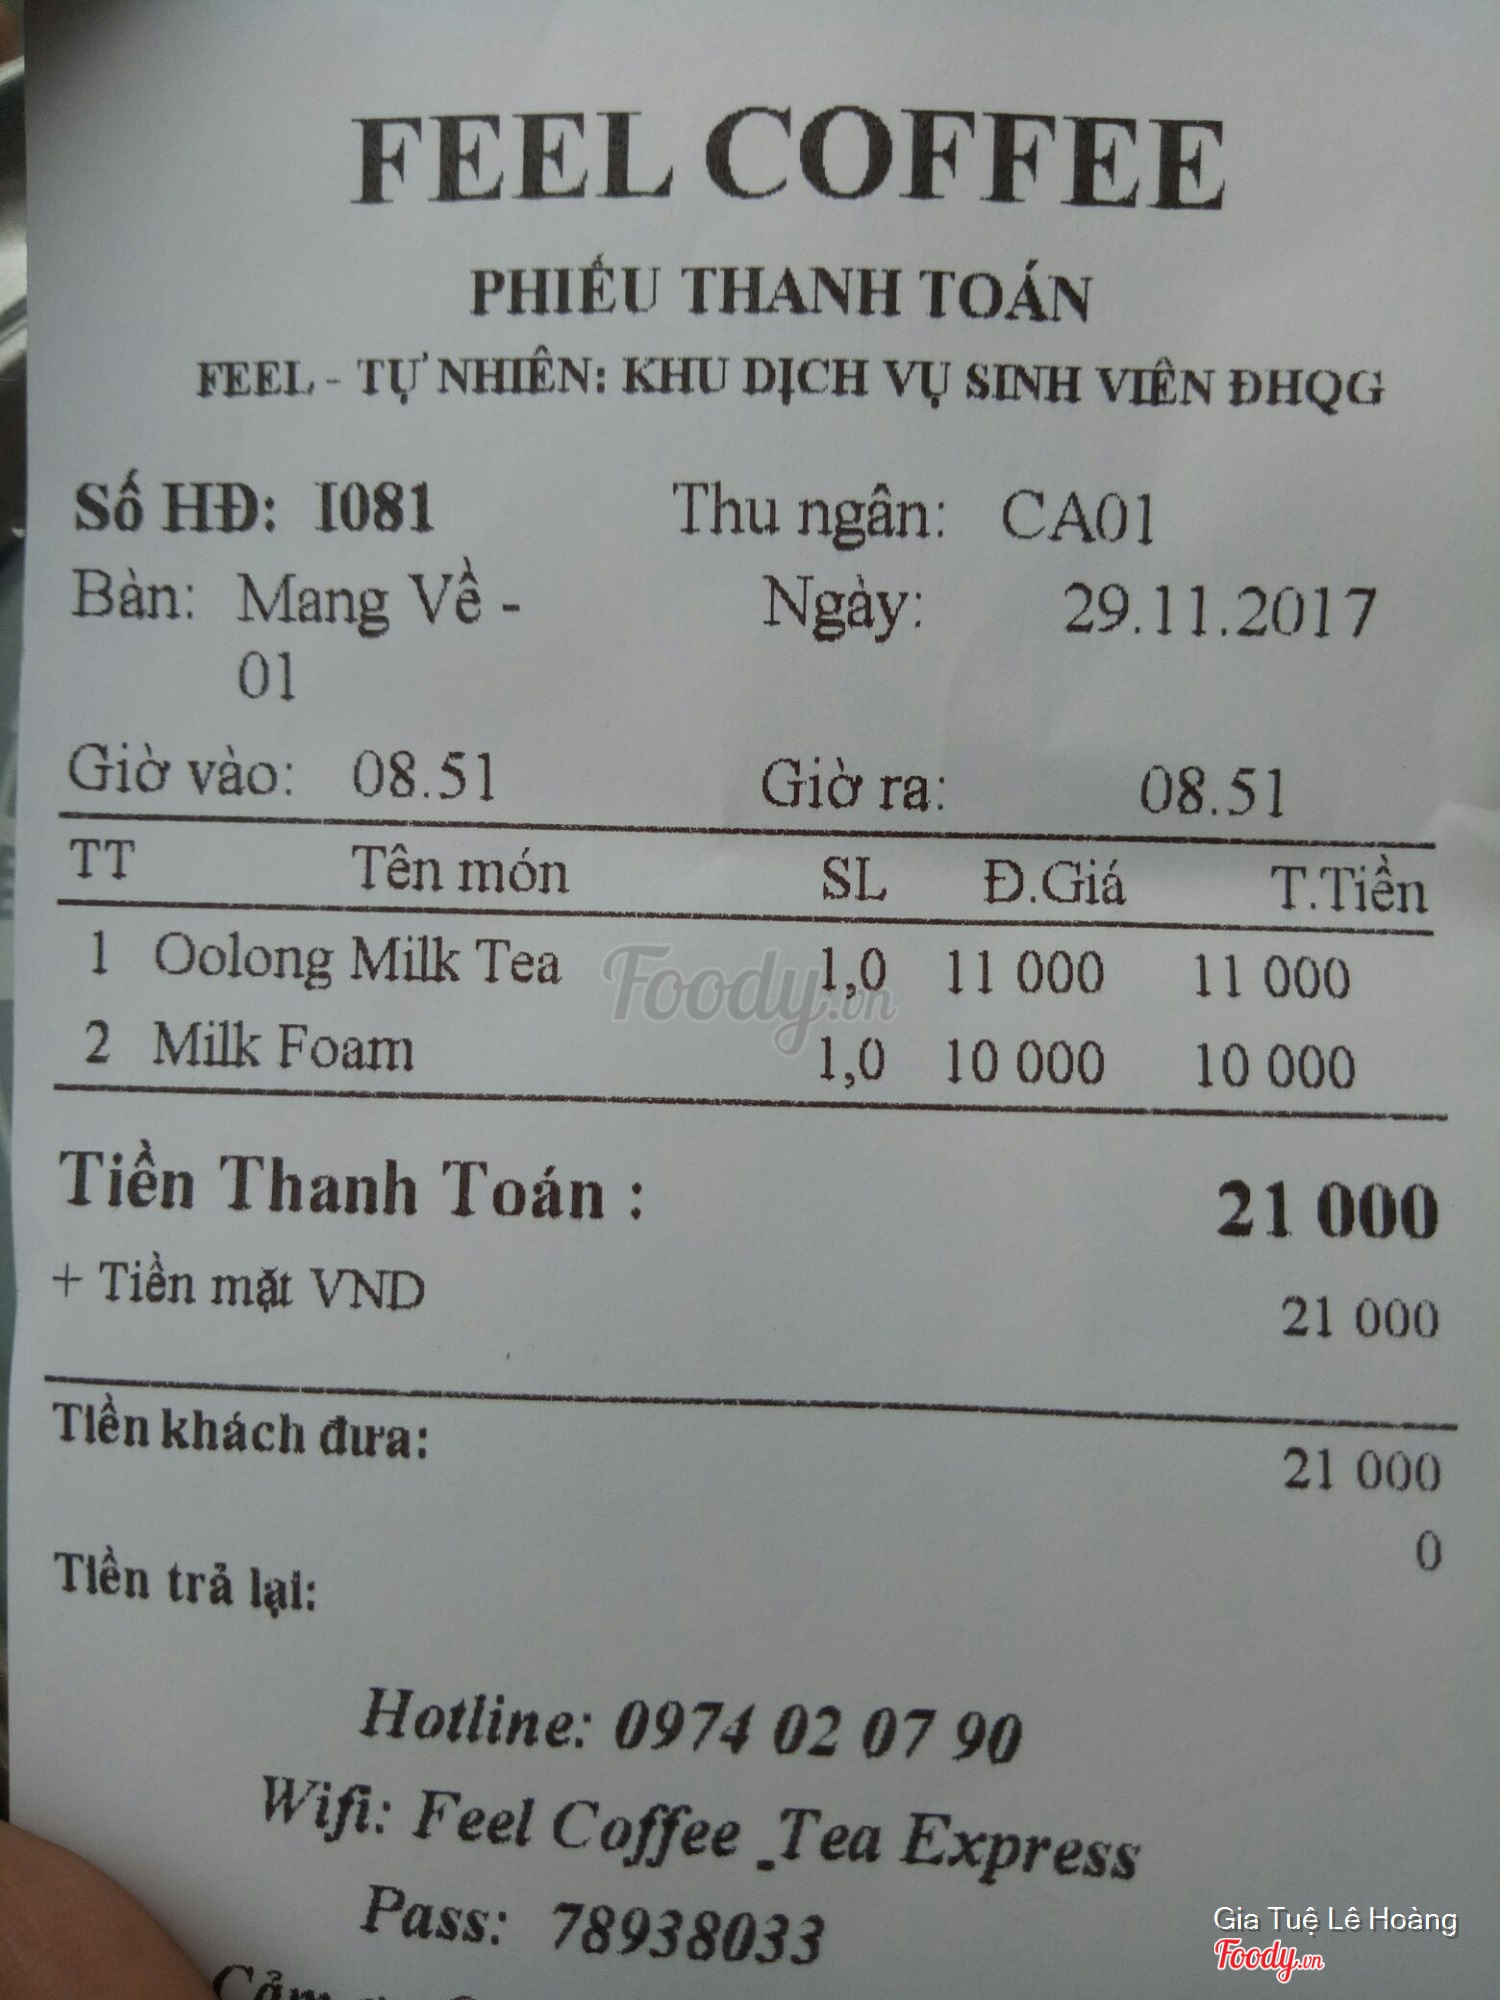 FEEL COFFEE
PHIẾU THANH TOÁN
FEEL - TỰ NHIÊN: KHU DỊCH VỤ SINH VIÊN ĐHQG
Số HĐ: I081 Thu ngân: CA01
Bàn: Mang Về - Ngày: 29.11.2017
01
Giờ vào: 08.51 Giờ ra: 08.51
TT Tên món SL Đ.Giá T.Tiền
1 Oolong Milk Tea 1,0 11 000 11 000
2 Milk Foam 1,0 10 000 10 000
Foody.vn
Tiền Thanh Toán : 21 000
+ Tiền mặt VND 21 000
Tiền khách đưa: 21 000
Tiền trả lại: 0
Hotline: 0974 02 07 90
Wifi: Feel Coffee _Tea Express
Pass: 78938033
Cảm
Gia Tuệ Lê Hoàng
Foody.vn